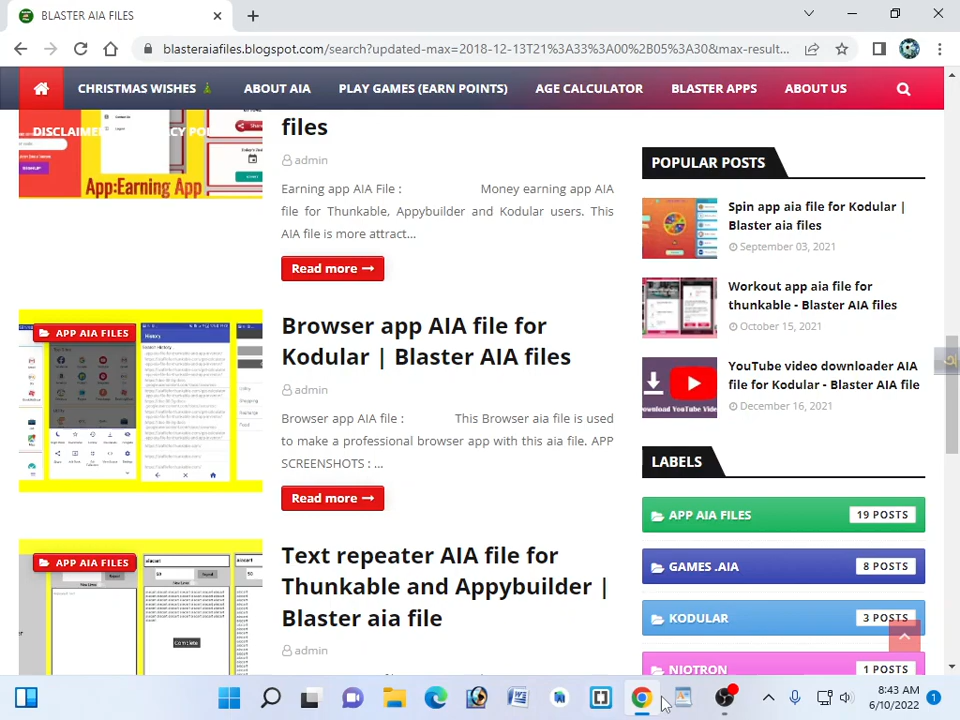 BLASTER AIA FILES
blasteraiafiles.blogspot.com/search?updated-max=2018-12-13T21%3A33%3A00%2B05%3A30&max-result...
CHRISTMAS WISHES
ABOUT AIA
PLAY GAMES (EARN POINTS)
AGE CALCULATOR
BLASTER APPS
ABOUT US
DISCLAIME
App:Earning App
files
admin
Earning app AIA File : Money earning app AIA
file for Thunkable, Appybuilder and Kodular users. This
AIA file is more attract...
Read more →
APP AIA FILES
History
Browser app AIA file for
Kodular | Blaster AIA files
admin
Browser app AIA file : This Browser aia file is used
to make a professional browser app with this aia file. APP
SCREENSHOTS : ...
Read more →
APP AIA FILES
Text repeater AIA file for
Thunkable and Appybuilder |
Blaster aia file
admin
POPULAR POSTS
Spin app aia file for Kodular |
Blaster aia files
September 03, 2021
Workout app aia file for
thunkable - Blaster AIA files
October 15, 2021
YouTube video downloader AIA
file for Kodular - Blaster AIA file
December 16, 2021
LABELS
APP AIA FILES 19 POSTS
GAMES .AIA 8 POSTS
KODULAR 3 POSTS
NIOTRON 1 POSTS
8:43 AM
6/10/2022
1